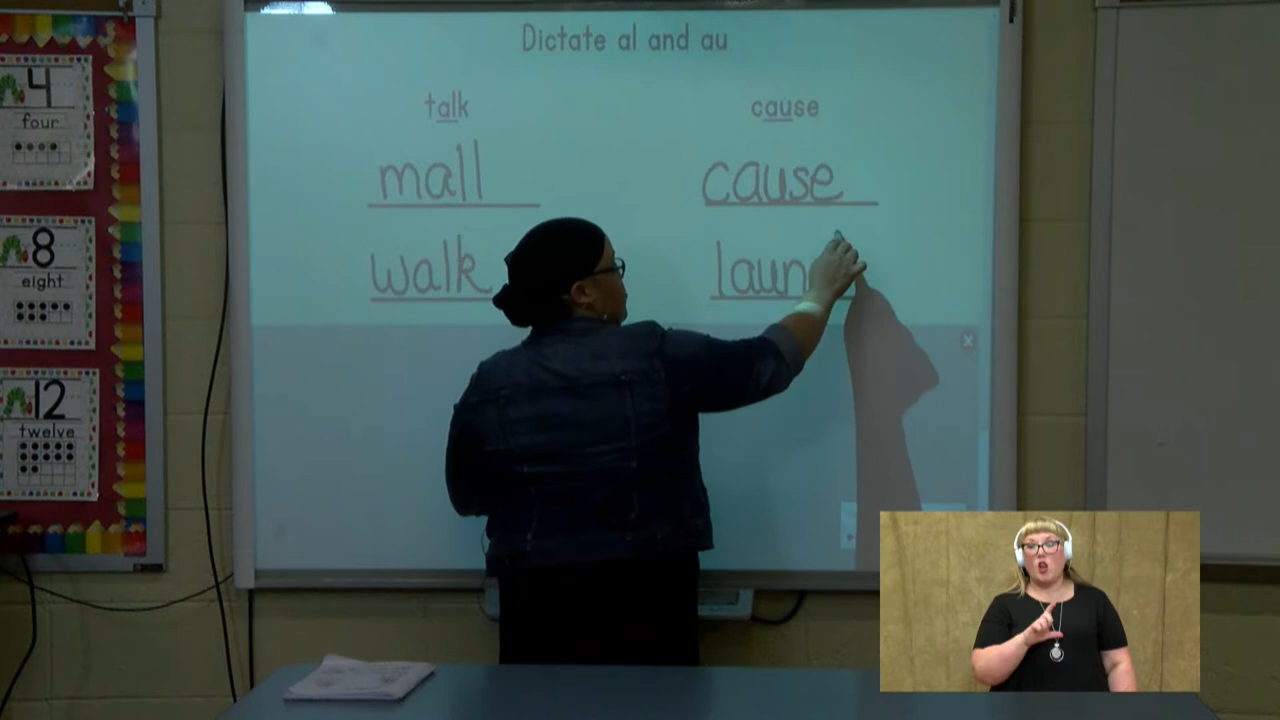 Dictate al and au
talk
cause
mall
cause
walk
laun
4
four
8
eight
12
twelve
X